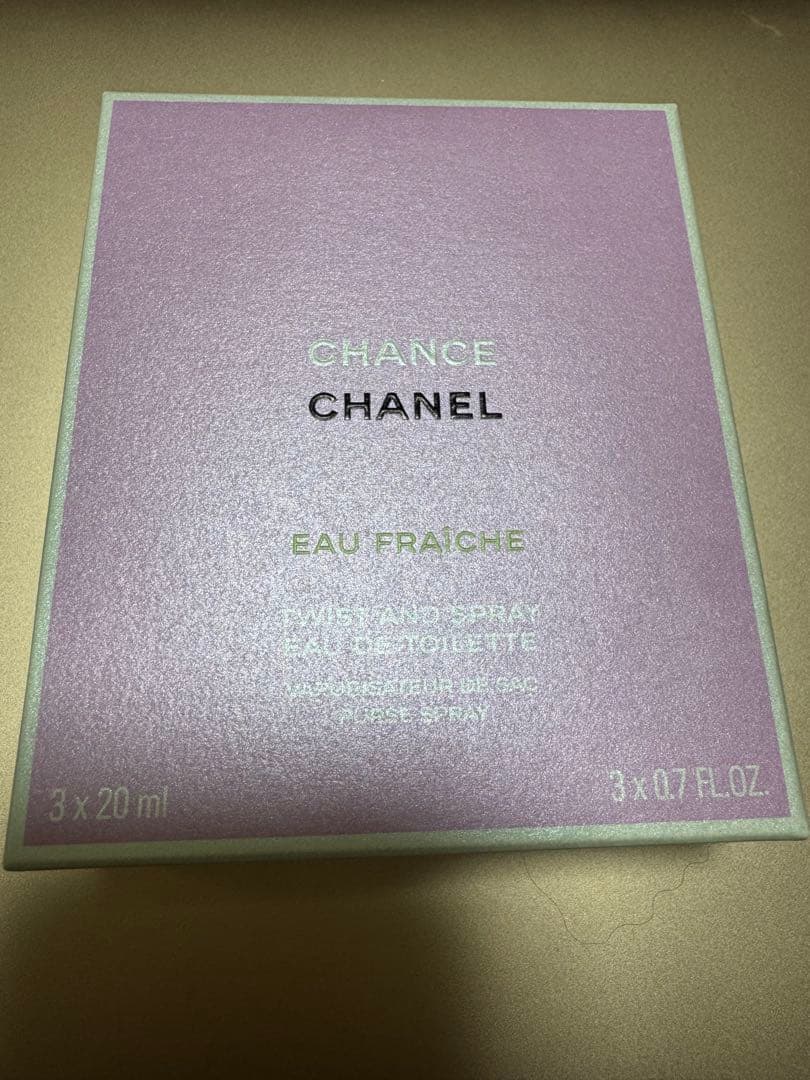 CHANCE
CHANEL
EAU FRAÎCHE
TWIST AND SPRAY
EAU DE TOILETTE
VAPORISATEUR DE SAC
PURSE SPRAY
3 x 20 ml
3 x 0.7 FL.OZ.